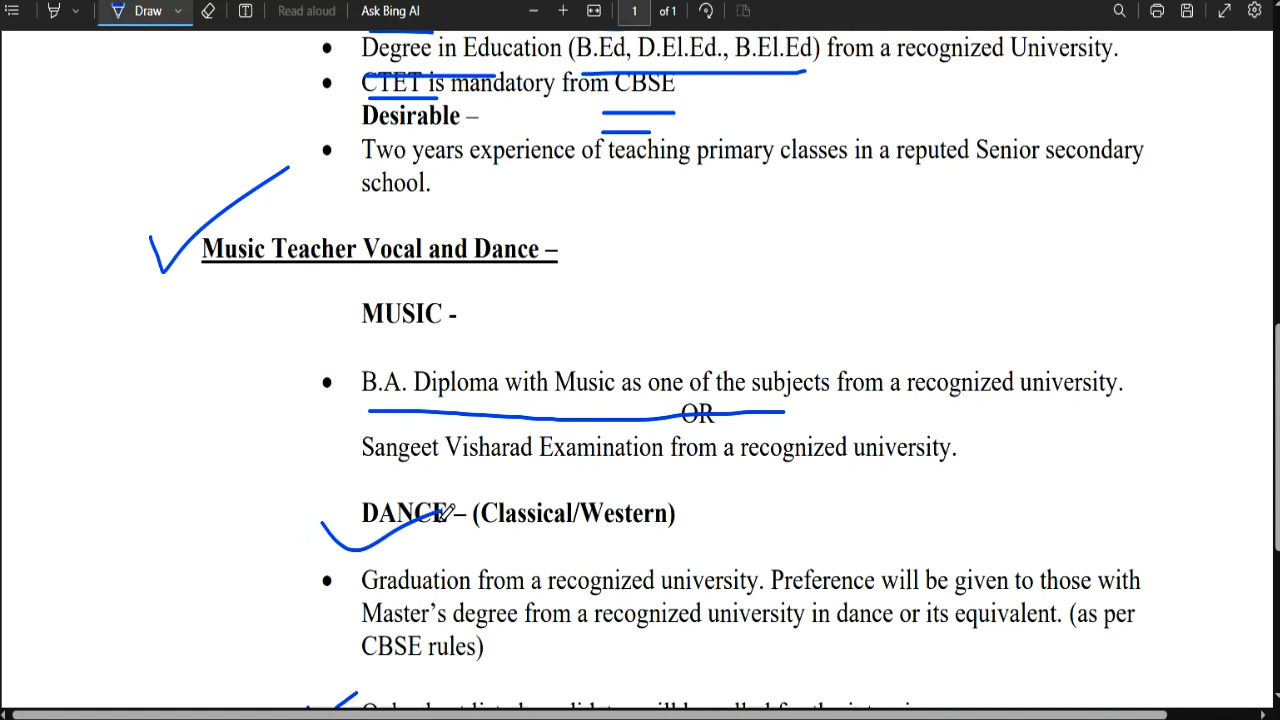 Draw
Read aloud
Ask Bing AI
1 of 1
• Degree in Education (B.Ed, D.El.Ed., B.El.Ed) from a recognized University.
• CTET is mandatory from CBSE
Desirable –
• Two years experience of teaching primary classes in a reputed Senior secondary
school.
Music Teacher Vocal and Dance –
MUSIC -
• B.A. Diploma with Music as one of the subjects from a recognized university.
OR
Sangeet Visharad Examination from a recognized university.
DANCE – (Classical/Western)
• Graduation from a recognized university. Preference will be given to those with
Master’s degree from a recognized university in dance or its equivalent. (as per
CBSE rules)